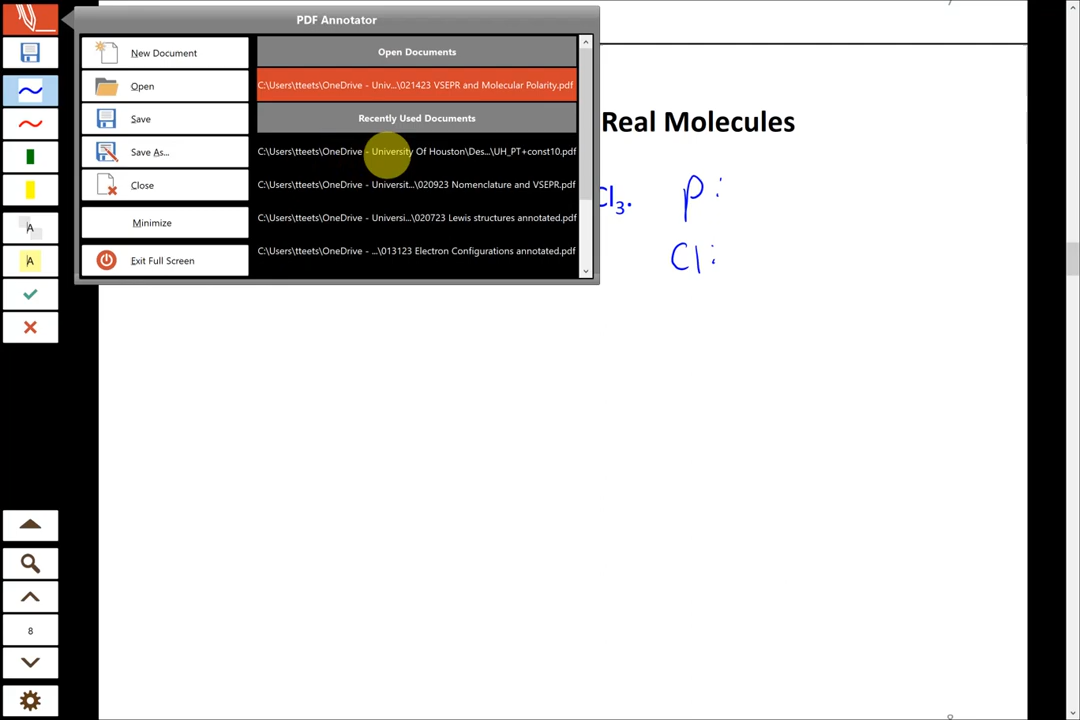 PDF Annotator
New Document
Open
Save
Save As...
Close
Minimize
Exit Full Screen
Open Documents
C:\Users\tteets\OneDrive - Univ...\021423 VSEPR and Molecular Polarity.pdf
Recently Used Documents
C:\Users\tteets\OneDrive - University Of Houston\Des...\UH_PT+const10.pdf
C:\Users\tteets\OneDrive - Universit...\020923 Nomenclature and VSEPR.pdf
C:\Users\tteets\OneDrive - Universi...\020723 Lewis structures annotated.pdf
C:\Users\tteets\OneDrive - ...\013123 Electron Configurations annotated.pdf
Real Molecules
Cl₃.
P:
Cl:
A
A
8